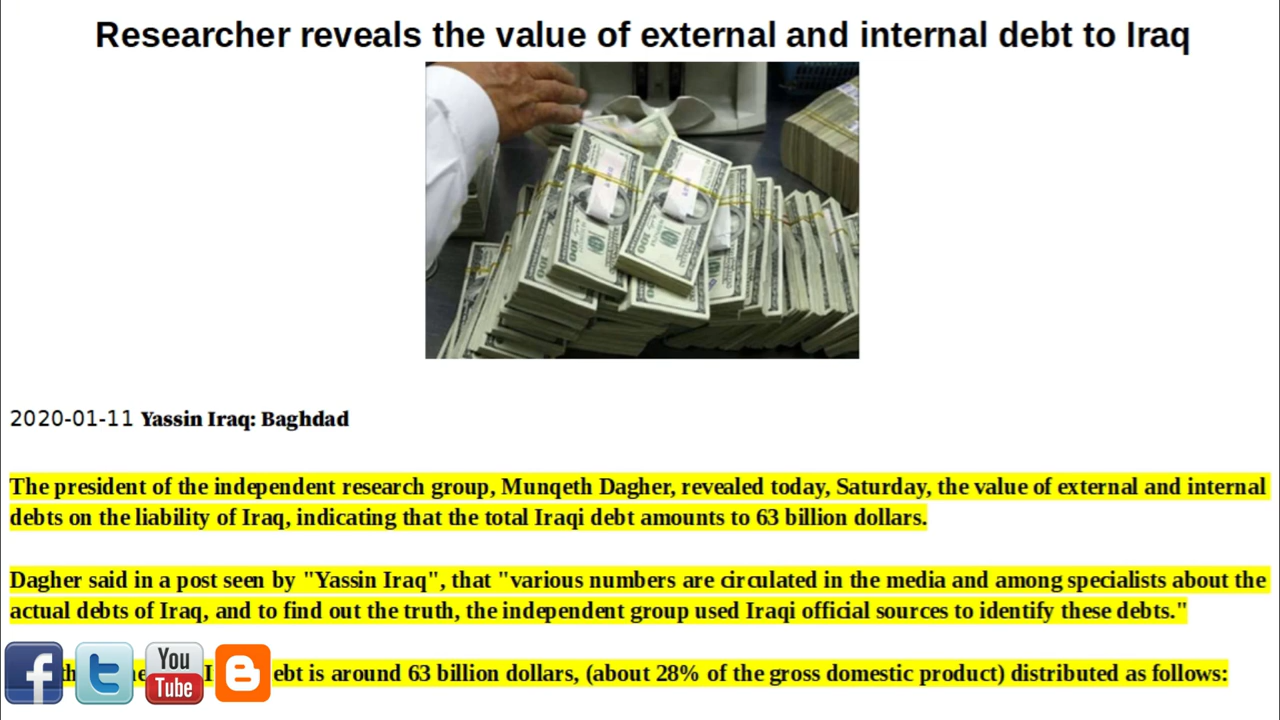 Researcher reveals the value of external and internal debt to Iraq
2020-01-11 Yassin Iraq: Baghdad
The president of the independent research group, Munqeth Dagher, revealed today, Saturday, the value of external and internal
debts on the liability of Iraq, indicating that the total Iraqi debt amounts to 63 billion dollars.
Dagher said in a post seen by "Yassin Iraq", that "various numbers are circulated in the media and among specialists about the
actual debts of Iraq, and to find out the truth, the independent group used Iraqi official sources to identify these debts."
is around 63 billion dollars, (about 28% of the gross domestic product) distributed as follows:
You
Tube